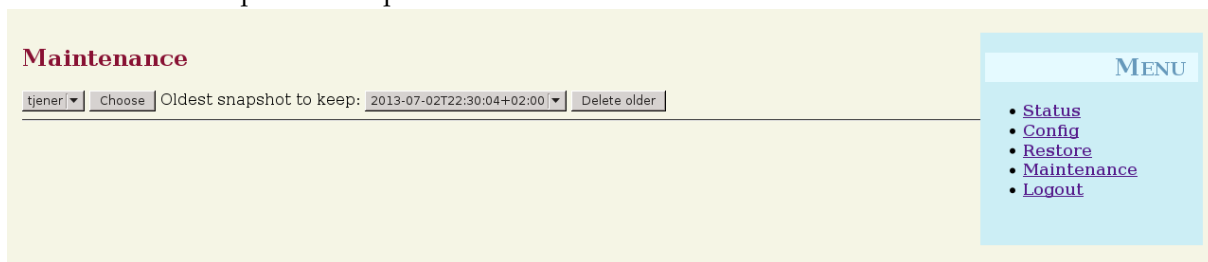 Maintenance
tjener Choose Oldest snapshot to keep: 2013-07-02T22:30:04+02:00 Delete older
MENU
Status
Config
Restore
Maintenance
Logout